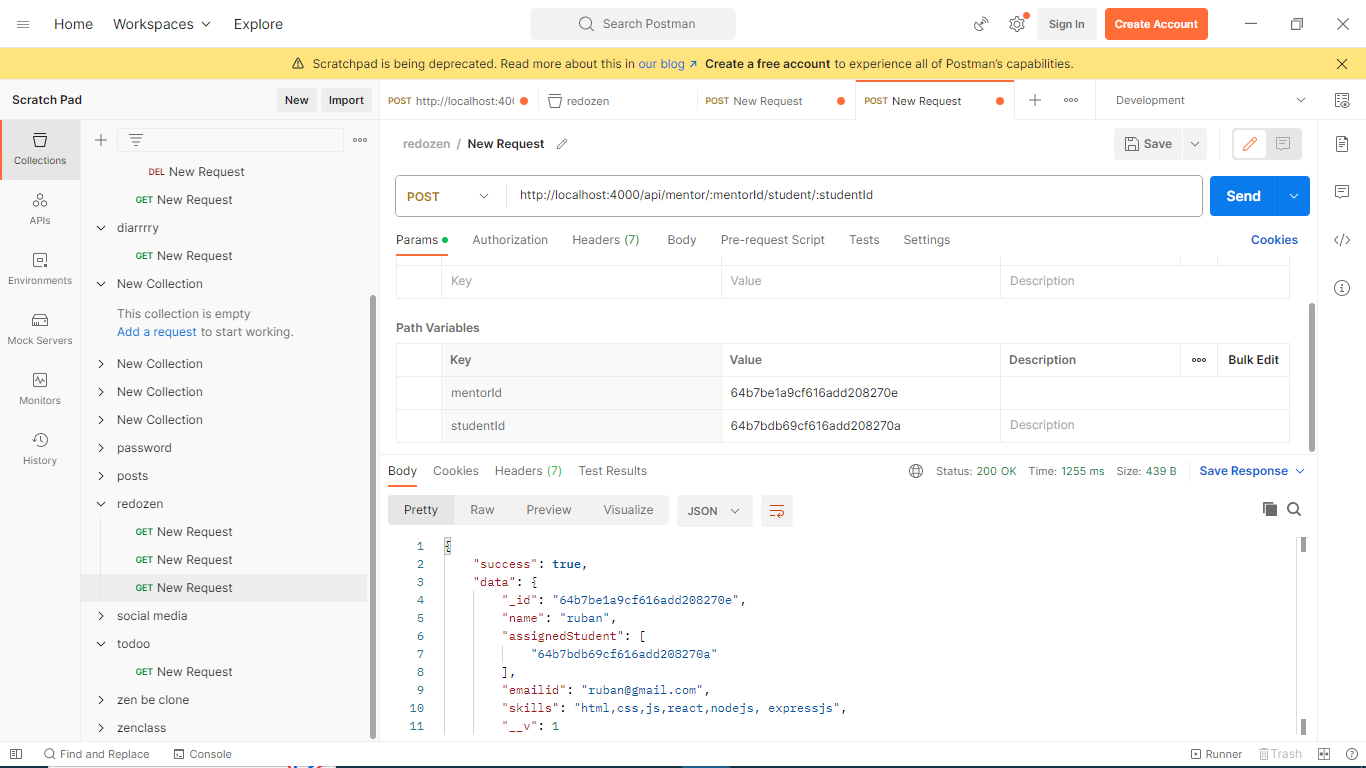 Home
Workspaces
Explore
Search Postman
Sign In
Create Account
Scratchpad is being deprecated. Read more about this in our blog ↗ Create a free account to experience all of Postman's capabilities.
Scratch Pad
New
Import
POST http://localhost:40
redozen
POST New Request
POST New Request
Development
Collections
APIs
Environments
Mock Servers
Monitors
History
DEL New Request
GET New Request
diarrrry
GET New Request
New Collection
This collection is empty
Add a request to start working.
New Collection
New Collection
New Collection
password
posts
redozen
GET New Request
GET New Request
GET New Request
social media
todoo
GET New Request
zen be clone
zenclass
redozen / New Request
Save
POST
http://localhost:4000/api/mentor/:mentorId/student/:studentId
Send
Params
Authorization
Headers (7)
Body
Pre-request Script
Tests
Settings
Cookies
Key Value Description
Path Variables
Key Value Description Bulk Edit
mentorId 64b7be1a9cf616add208270e
studentId 64b7bdb69cf616add208270a Description
Body Cookies Headers (7) Test Results
Status: 200 OK Time: 1255 ms Size: 439 B Save Response
Pretty Raw Preview Visualize JSON
1 {
2 "success": true,
3 "data": {
4 "_id": "64b7be1a9cf616add208270e",
5 "name": "ruban",
6 "assignedStudent": [
7 "64b7bdb69cf616add208270a"
8 ],
9 "emailid": "ruban@gmail.com",
10 "skills": "html,css,js,react,nodejs, expressjs",
11 "__v": 1
Find and Replace
Console
Runner
Trash